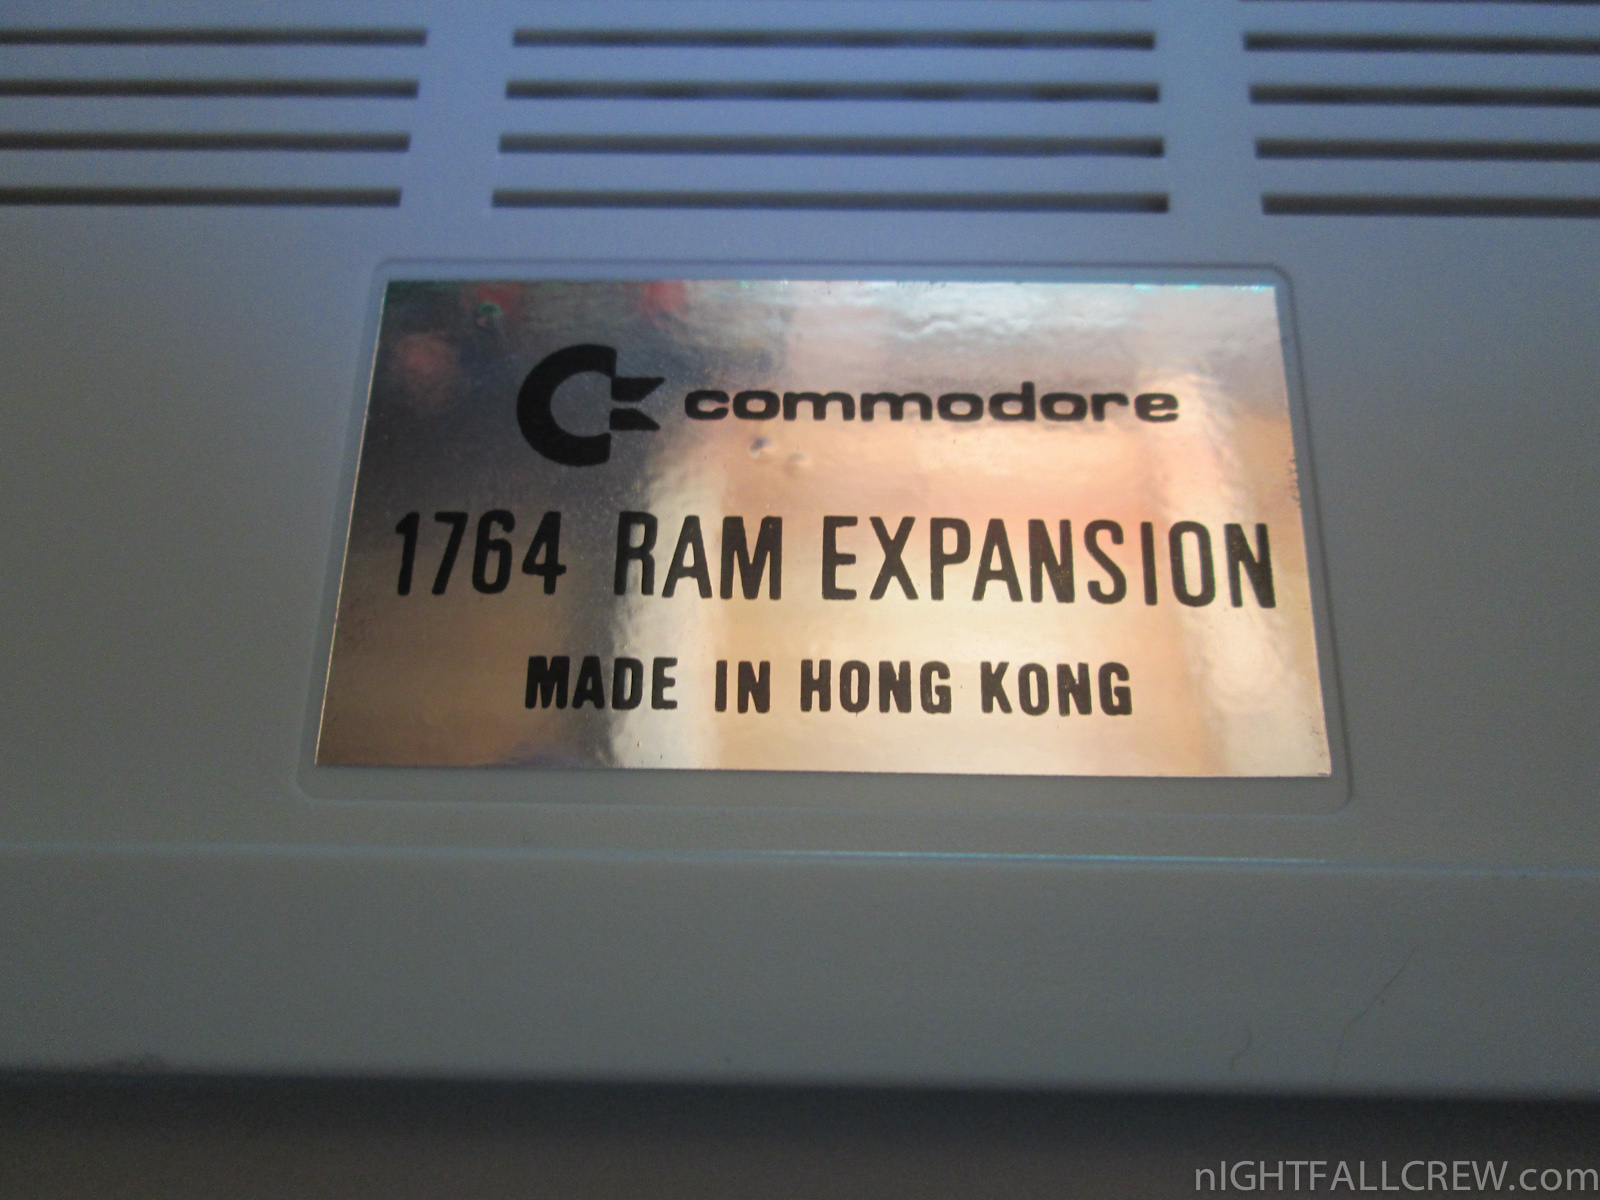 commodore
1764 RAM EXPANSION
MADE IN HONG KONG
nIGHTFALLCREW.com